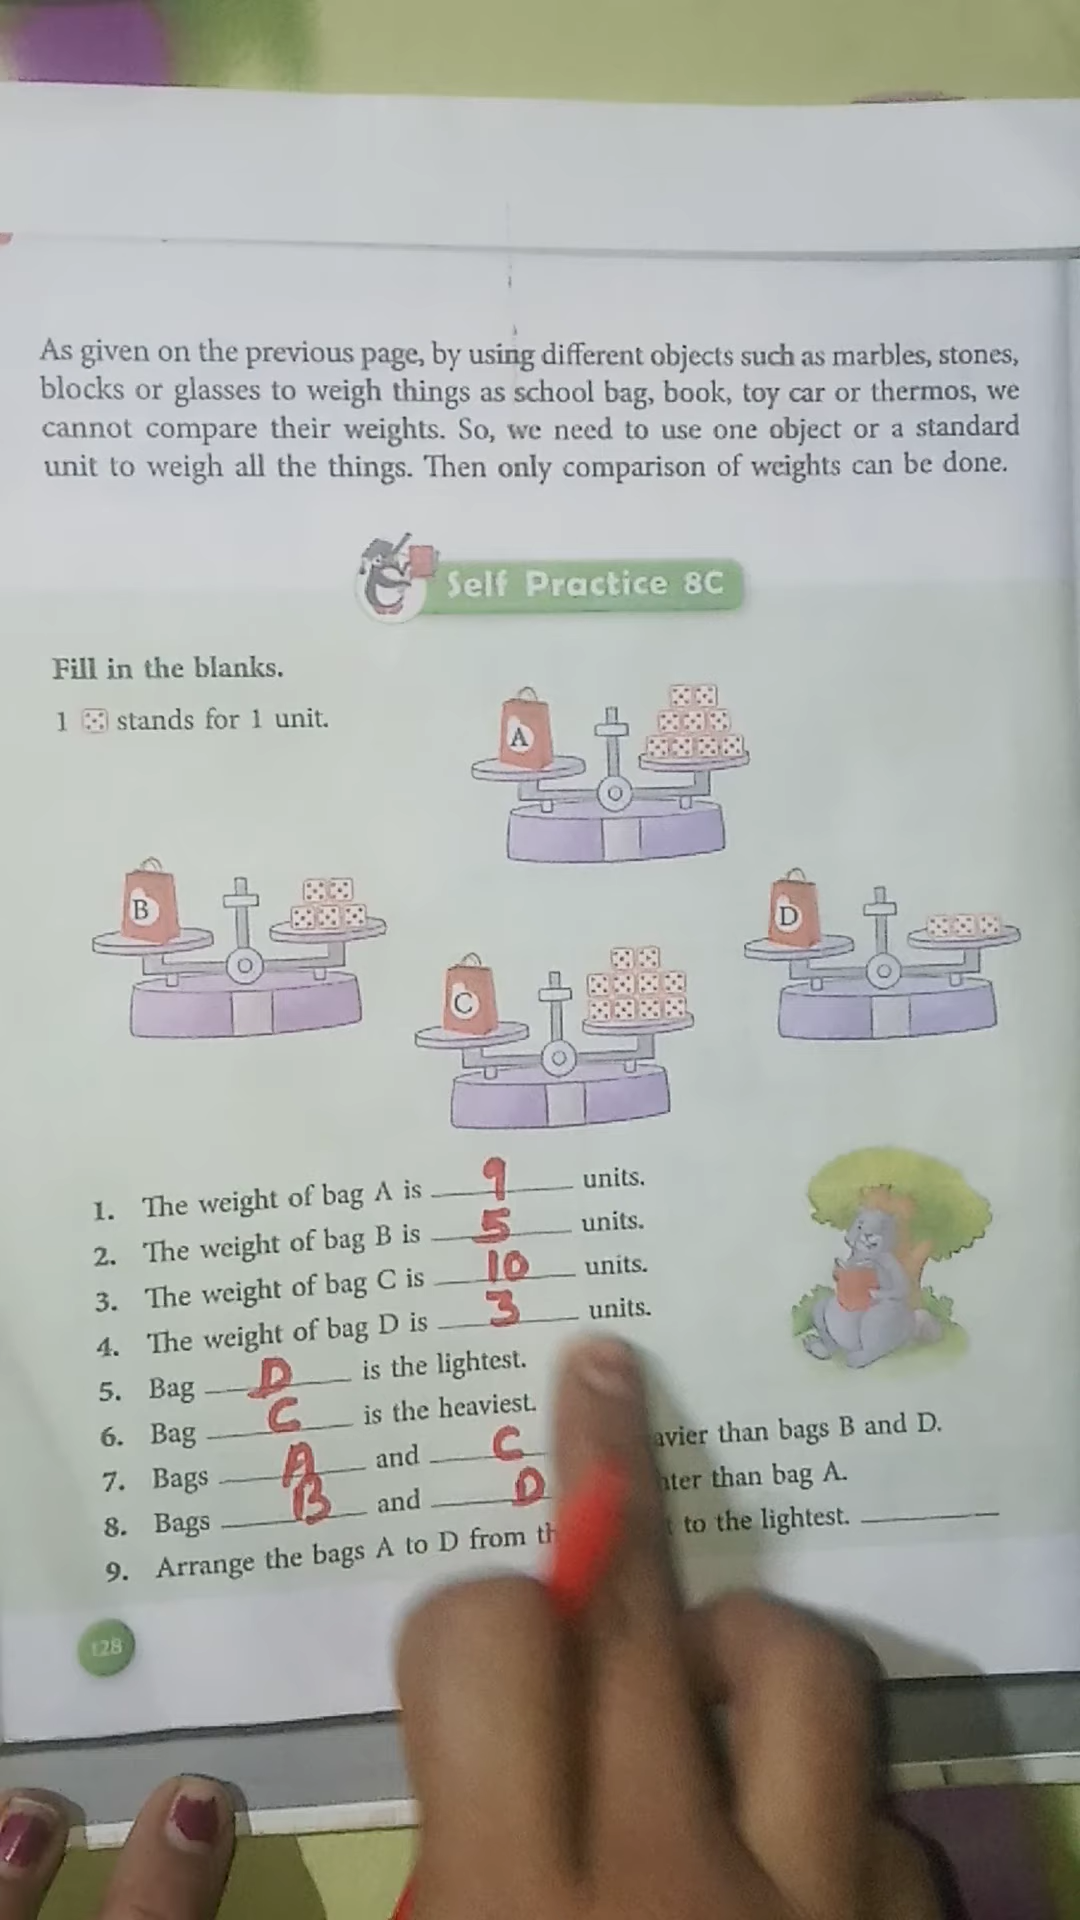 As given on the previous page, by using different objects such as marbles, stones,
blocks or glasses to weigh things as school bag, book, toy car or thermos, we
cannot compare their weights. So, we need to use one object or a standard
unit to weigh all the things. Then only comparison of weights can be done.
Self Practice 8C
Fill in the blanks.
1 stands for 1 unit.
A
B
D
C
1. The weight of bag A is 9 units.
2. The weight of bag B is 5 units.
3. The weight of bag C is 10 units.
4. The weight of bag D is 3 units.
5. Bag D is the lightest.
6. Bag C is the heaviest.
7. Bags A and C avier than bags B and D.
8. Bags B and D hter than bag A.
9. Arrange the bags A to D from th t to the lightest.
128